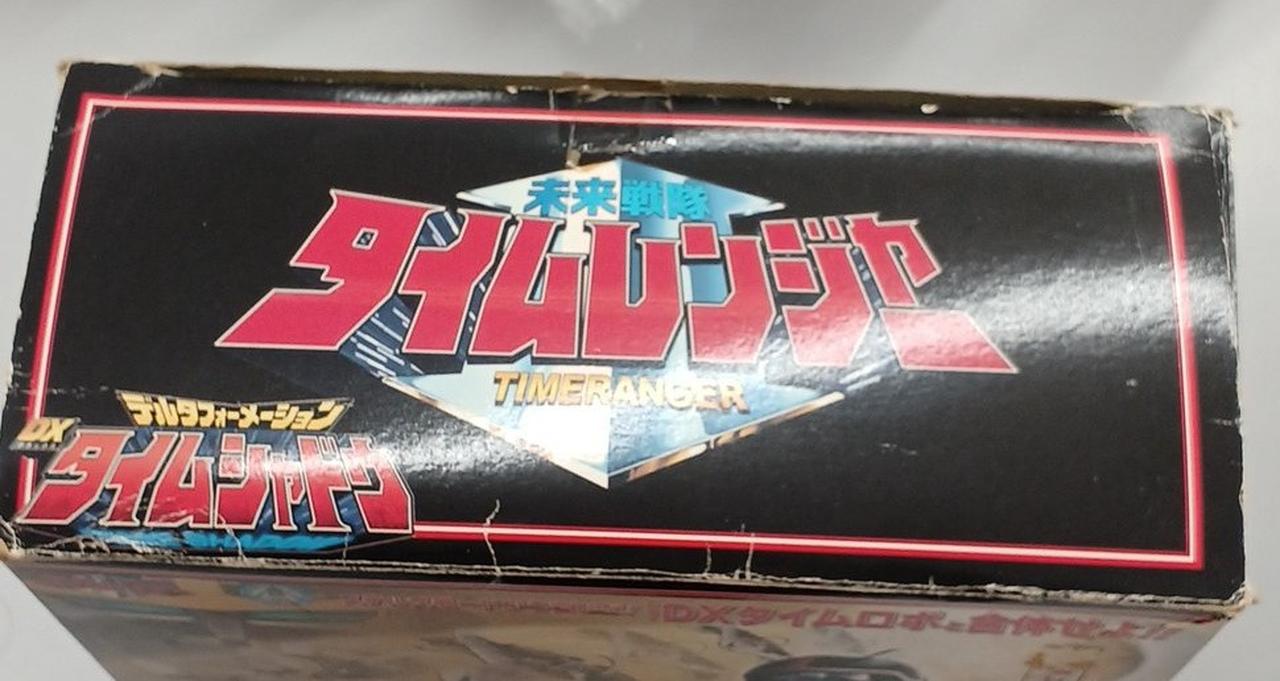 未来戦隊
タイムレンジャー
TIMERANGER
デルタフォーメーション
DX
タイムシャドウ
DXタイムロボと合体せよ!!